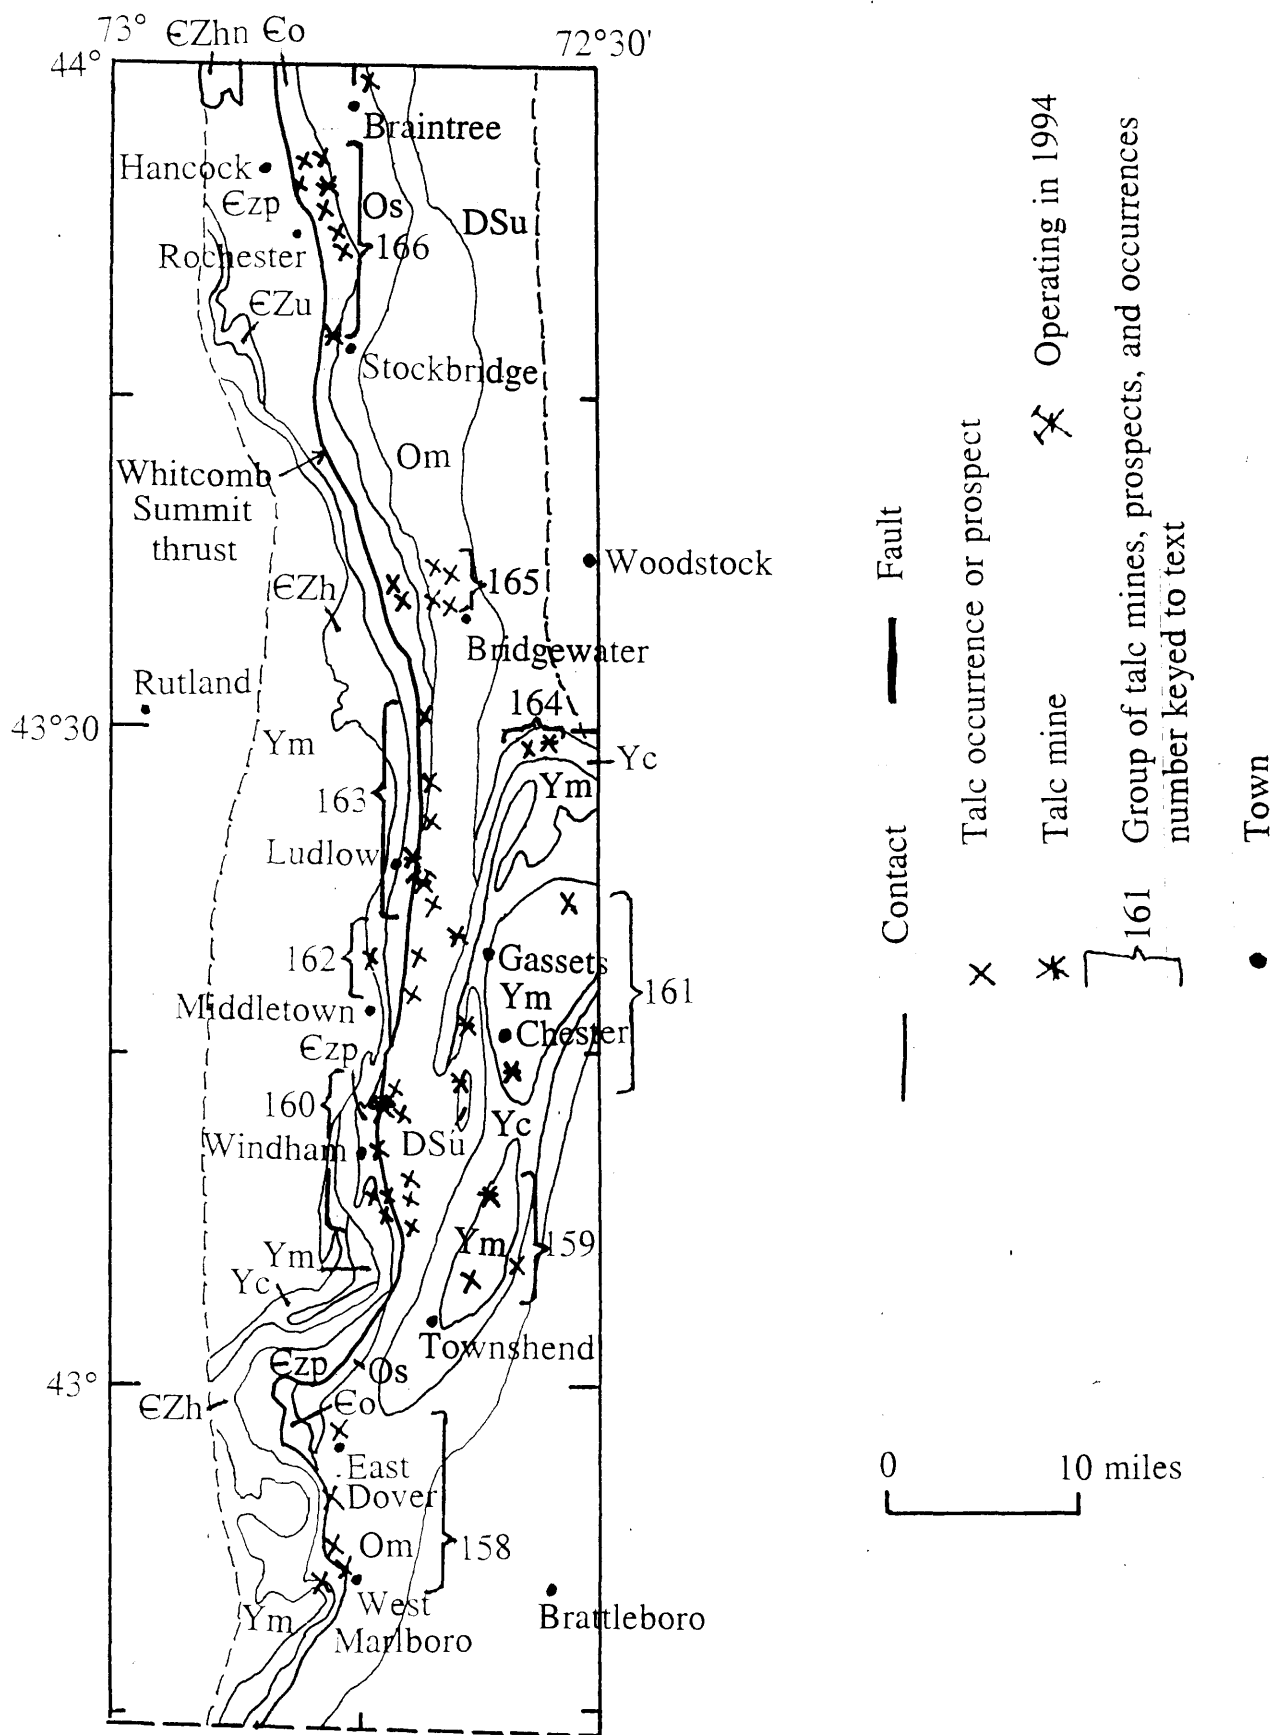 73°
ЄZhn
Єo
72°30'
44°
Braintree
Hancock
Єzp
Os
DSu
166
Rochester
ЄZu
Stockbridge
Om
Whitcomb
Summit
thrust
Woodstock
165
ЄZh
Bridgewater
Rutland
164
43°30
Ym
Yc
Ym
163
Ludlow
162
Gassets
Ym
161
Middletown
Chester
Єzp
160
Yc
Windham
DSu
Ym
159
Ym
Yc
Townshend
Єzp
Os
43°
ЄZh
Єo
East
Dover
Om
158
West
Marlboro
Ym
Brattleboro
Contact
Fault
Talc occurrence or prospect
Talc mine
Operating in 1994
161 Group of talc mines, prospects, and occurrences
number keyed to text
Town
0 10 miles